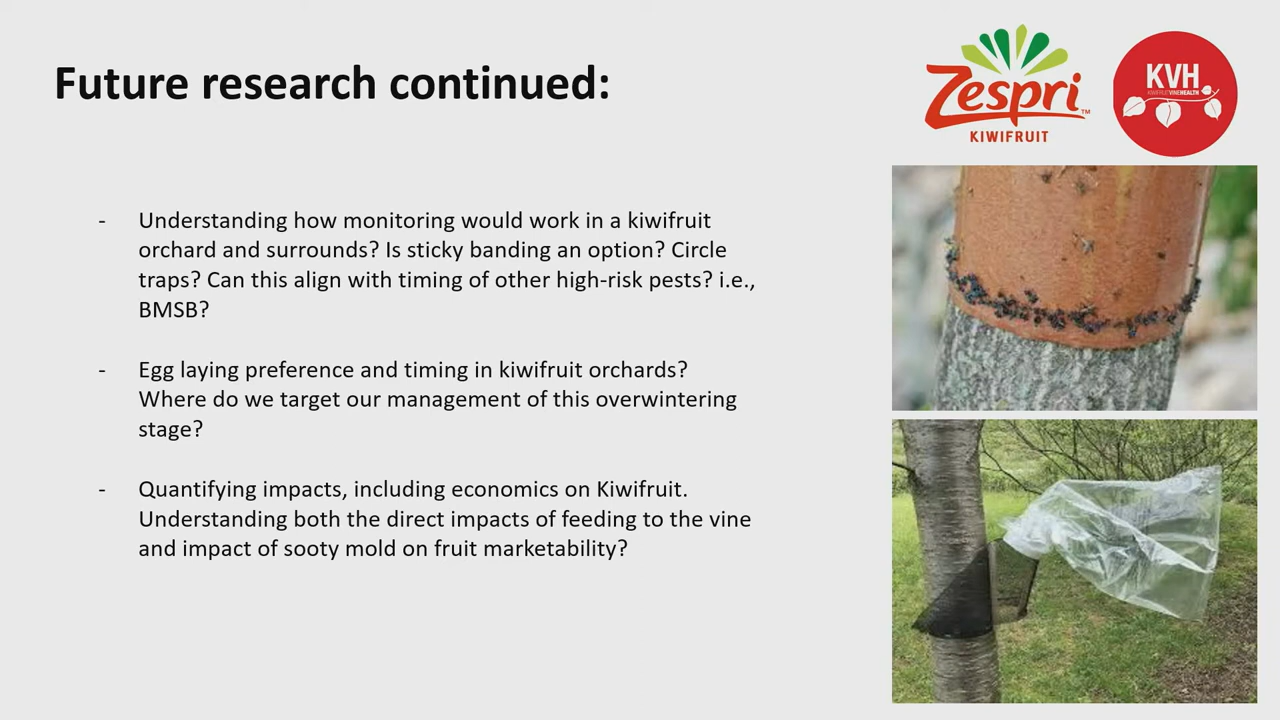 Future research continued:
Zespri™
KIWIFRUIT
KVH
KIWIFRUIT VINE HEALTH
- Understanding how monitoring would work in a kiwifruit
orchard and surrounds? Is sticky banding an option? Circle
traps? Can this align with timing of other high-risk pests? i.e.,
BMSB?
- Egg laying preference and timing in kiwifruit orchards?
Where do we target our management of this overwintering
stage?
- Quantifying impacts, including economics on Kiwifruit.
Understanding both the direct impacts of feeding to the vine
and impact of sooty mold on fruit marketability?